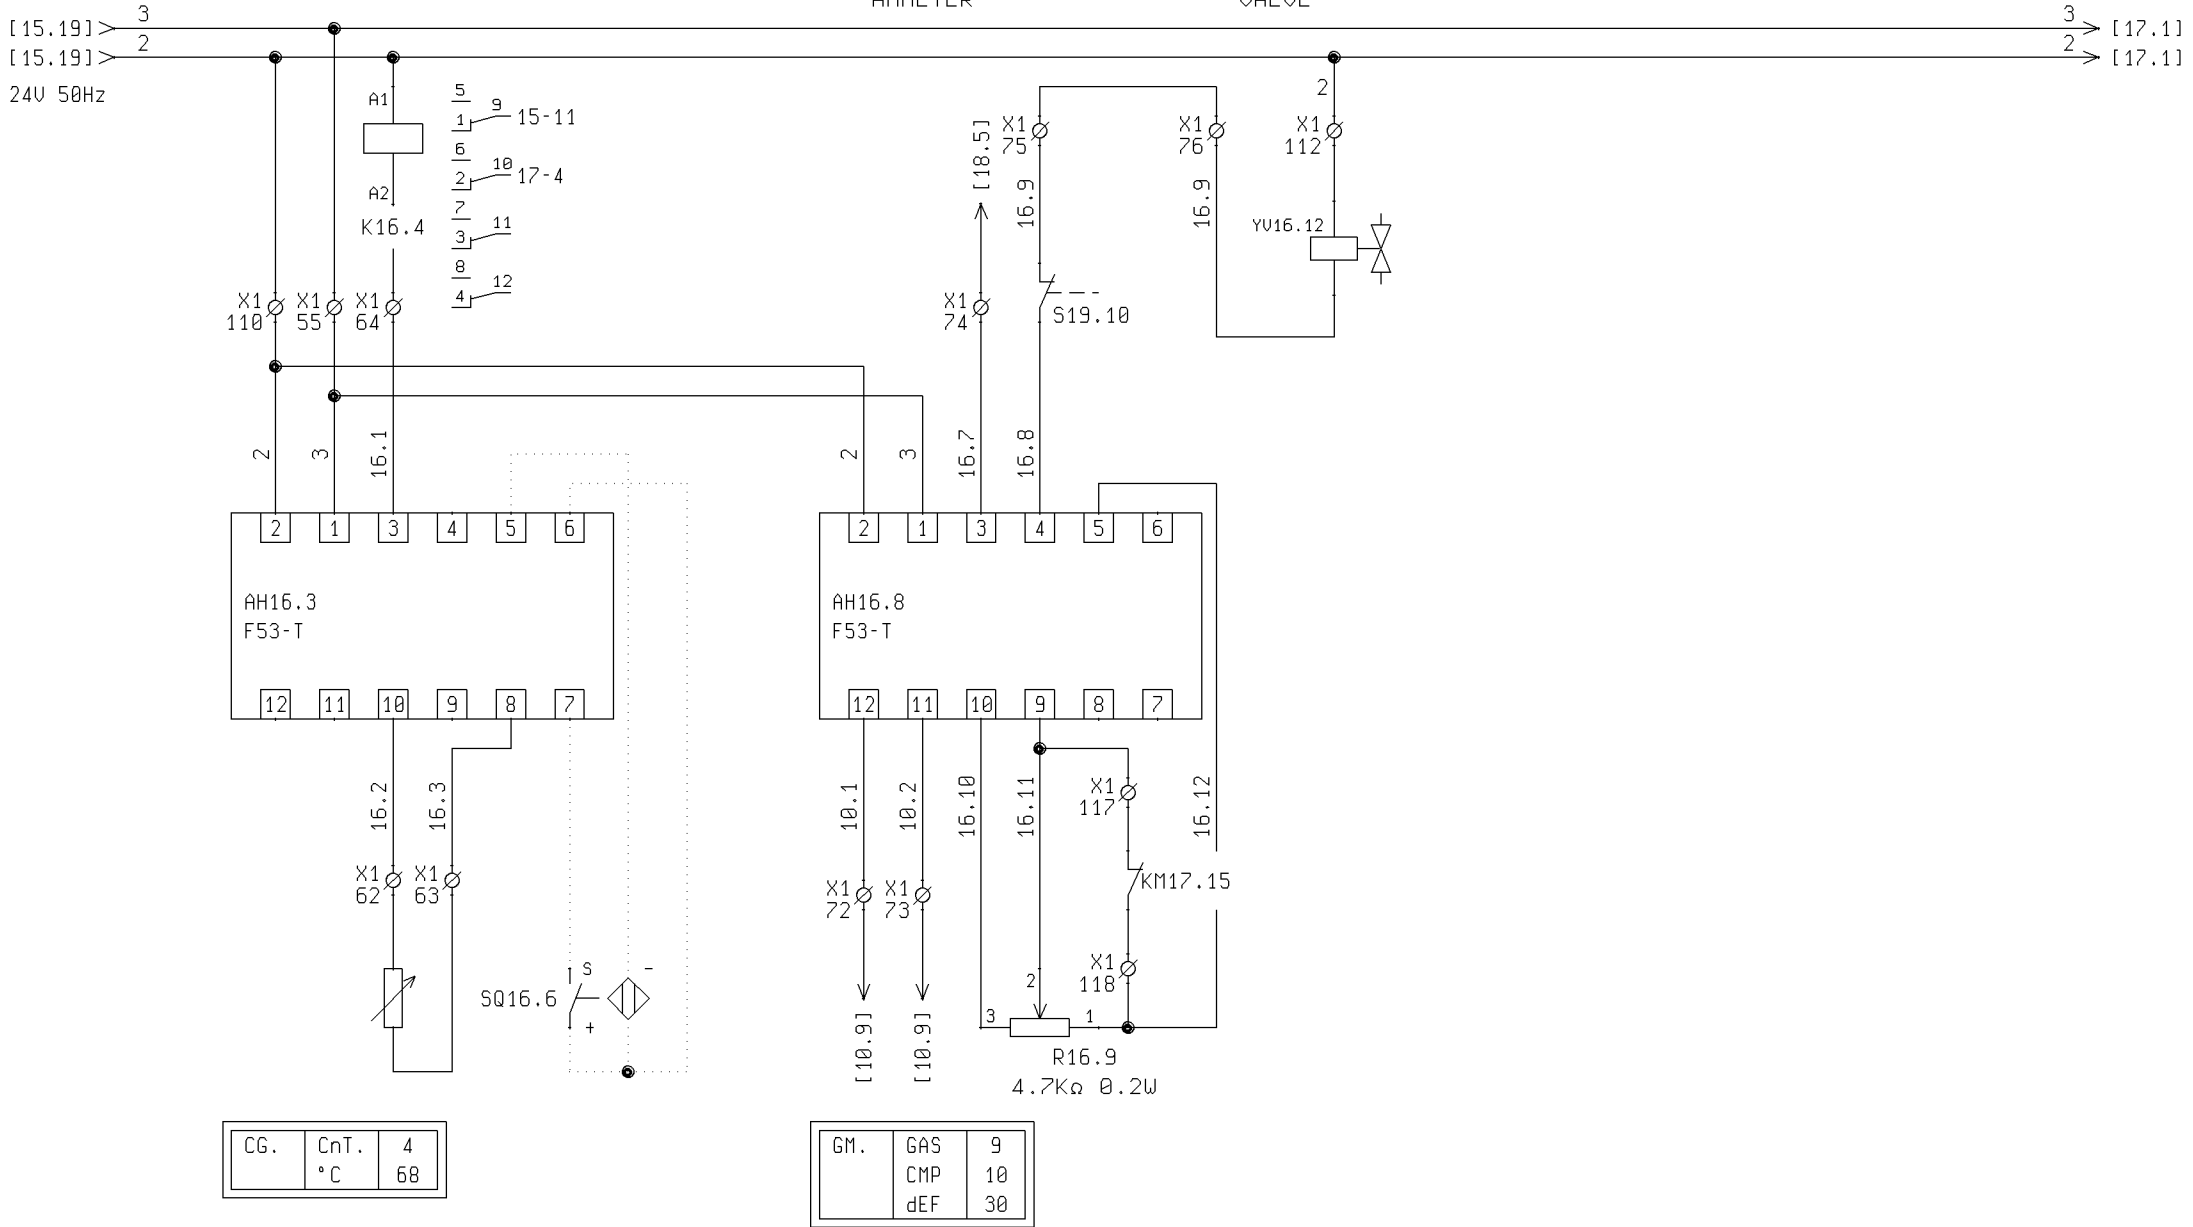 AMMETER VALVE
[15.19] 3 3 [17.1]
[15.19] 2 2 [17.1]
24V 50Hz
A1
A2
K16.4
5
1 9 15-11
6
2 10 17-4
7
3 11
8
4 12
X1
110
X1
55
X1
64
[18.5]
X1
74
X1
75
16.9
S19.10
X1
76
16.9
2
X1
112
YV16.12
2 3 16.1
2 3 16.7 16.8
2 1 3 4 5 6
AH16.3
F53-T
12 11 10 9 8 7
2 1 3 4 5 6
AH16.8
F53-T
12 11 10 9 8 7
16.2 16.3
X1
62
X1
63
SQ16.6
S
+
-
10.1 10.2 16.10 16.11 16.12
X1
72
X1
73
[10.9] [10.9]
X1
117
KM17.15
X1
118
3 2 1
R16.9
4.7KΩ 0.2W
CG. CnT. 4
°C 68
GM. GAS 9
CMP 10
dEF 30